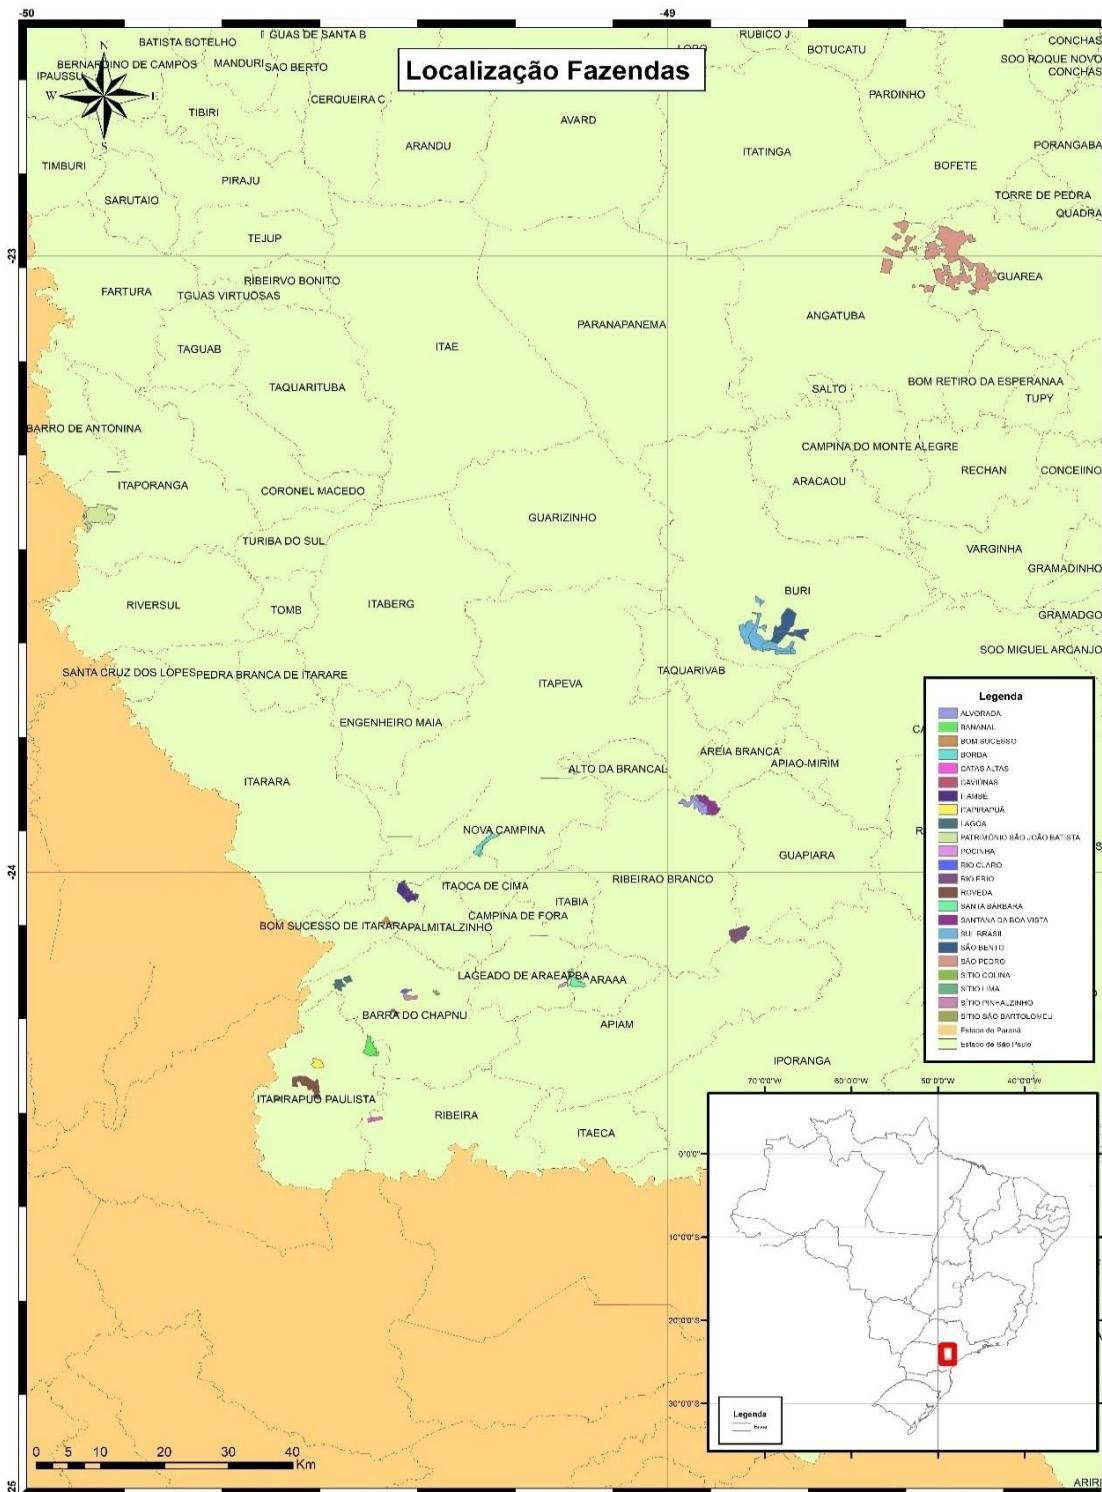 -50
-49
GUAS DE SANTA B
BATISTA BOTELHO
RUBICO J
CONCHAS
BOTUCATU
N
BERNARDINO DE CAMPOS
MANDURI
SAO BERTO
Localização Fazendas
SOO ROQUE NOVO
CONCHAS
IPAUSSU
W
E
S
CERQUEIRA C
PARDINHO
TIBIRI
AVARD
ARANDU
ITATINGA
PORANGABA
TIMBURI
BOFETE
PIRAJU
SARUTAIO
TORRE DE PEDRA
QUADRA
TEJUP
-23
RIBEIRVO BONITO
GUAREA
FARTURA
TGUAS VIRTUOSAS
ANGATUBA
PARANAPANEMA
ITAE
TAGUAB
TAQUARITUBA
SALTO
BOM RETIRO DA ESPERANAA
TUPY
BARRO DE ANTONINA
CAMPINA DO MONTE ALEGRE
RECHAN
CONCEIINO
ITAPORANGA
CORONEL MACEDO
ARACAOU
GUARIZINHO
TURIBA DO SUL
VARGINHA
GRAMADINHO
BURI
RIVERSUL
TOMB
ITABERG
GRAMADGO
SOO MIGUEL ARCANJO
SANTA CRUZ DOS LOPES
PEDRA BRANCA DE ITARARE
TAQUARIVAB
ITAPEVA
ENGENHEIRO MAIA
AREIA BRANCA
APIAO-MIRIM
ALTO DA BRANCAL
ITARARA
NOVA CAMPINA
GUAPIARA
-24
RIBEIRAO BRANCO
ITAOCA DE CIMA
ITABIA
CAMPINA DE FORA
BOM SUCESSO DE ITARARA
PALMITALZINHO
LAGEADO DE ARAEAPBA
ARAAA
BARRA DO CHAPNU
APIAM
IPORANGA
ITAPIRAPUO PAULISTA
RIBEIRA
ITAECA
Legenda
ALVORADA
BANANAL
BOM SUCESSO
BORDA
CATAS ALTAS
CAVIÚNAS
ITAMBÉ
ITAPIRAPUÃ
LAGOA
PATRIMÔNIO SÃO JOÃO BATISTA
POCINHA
RIO CLARO
RIO FRIO
ROVEDA
SANTA BÁRBARA
SANTANA DA BOA VISTA
SUL BRASIL
SÃO BENTO
SÃO PEDRO
SÍTIO COLINA
SÍTIO LIMA
SÍTIO PINHALZINHO
SÍTIO SÃO BARTOLOMEU
Estado do Paraná
Estado de São Paulo
70°0'0"W
60°0'0"W
50°0'0"W
40°0'0"W
0°0'0"
10°0'0"S
20°0'0"S
30°0'0"S
Legenda
Brasil
0 5 10 20 30 40
Km
-25
ARIRI